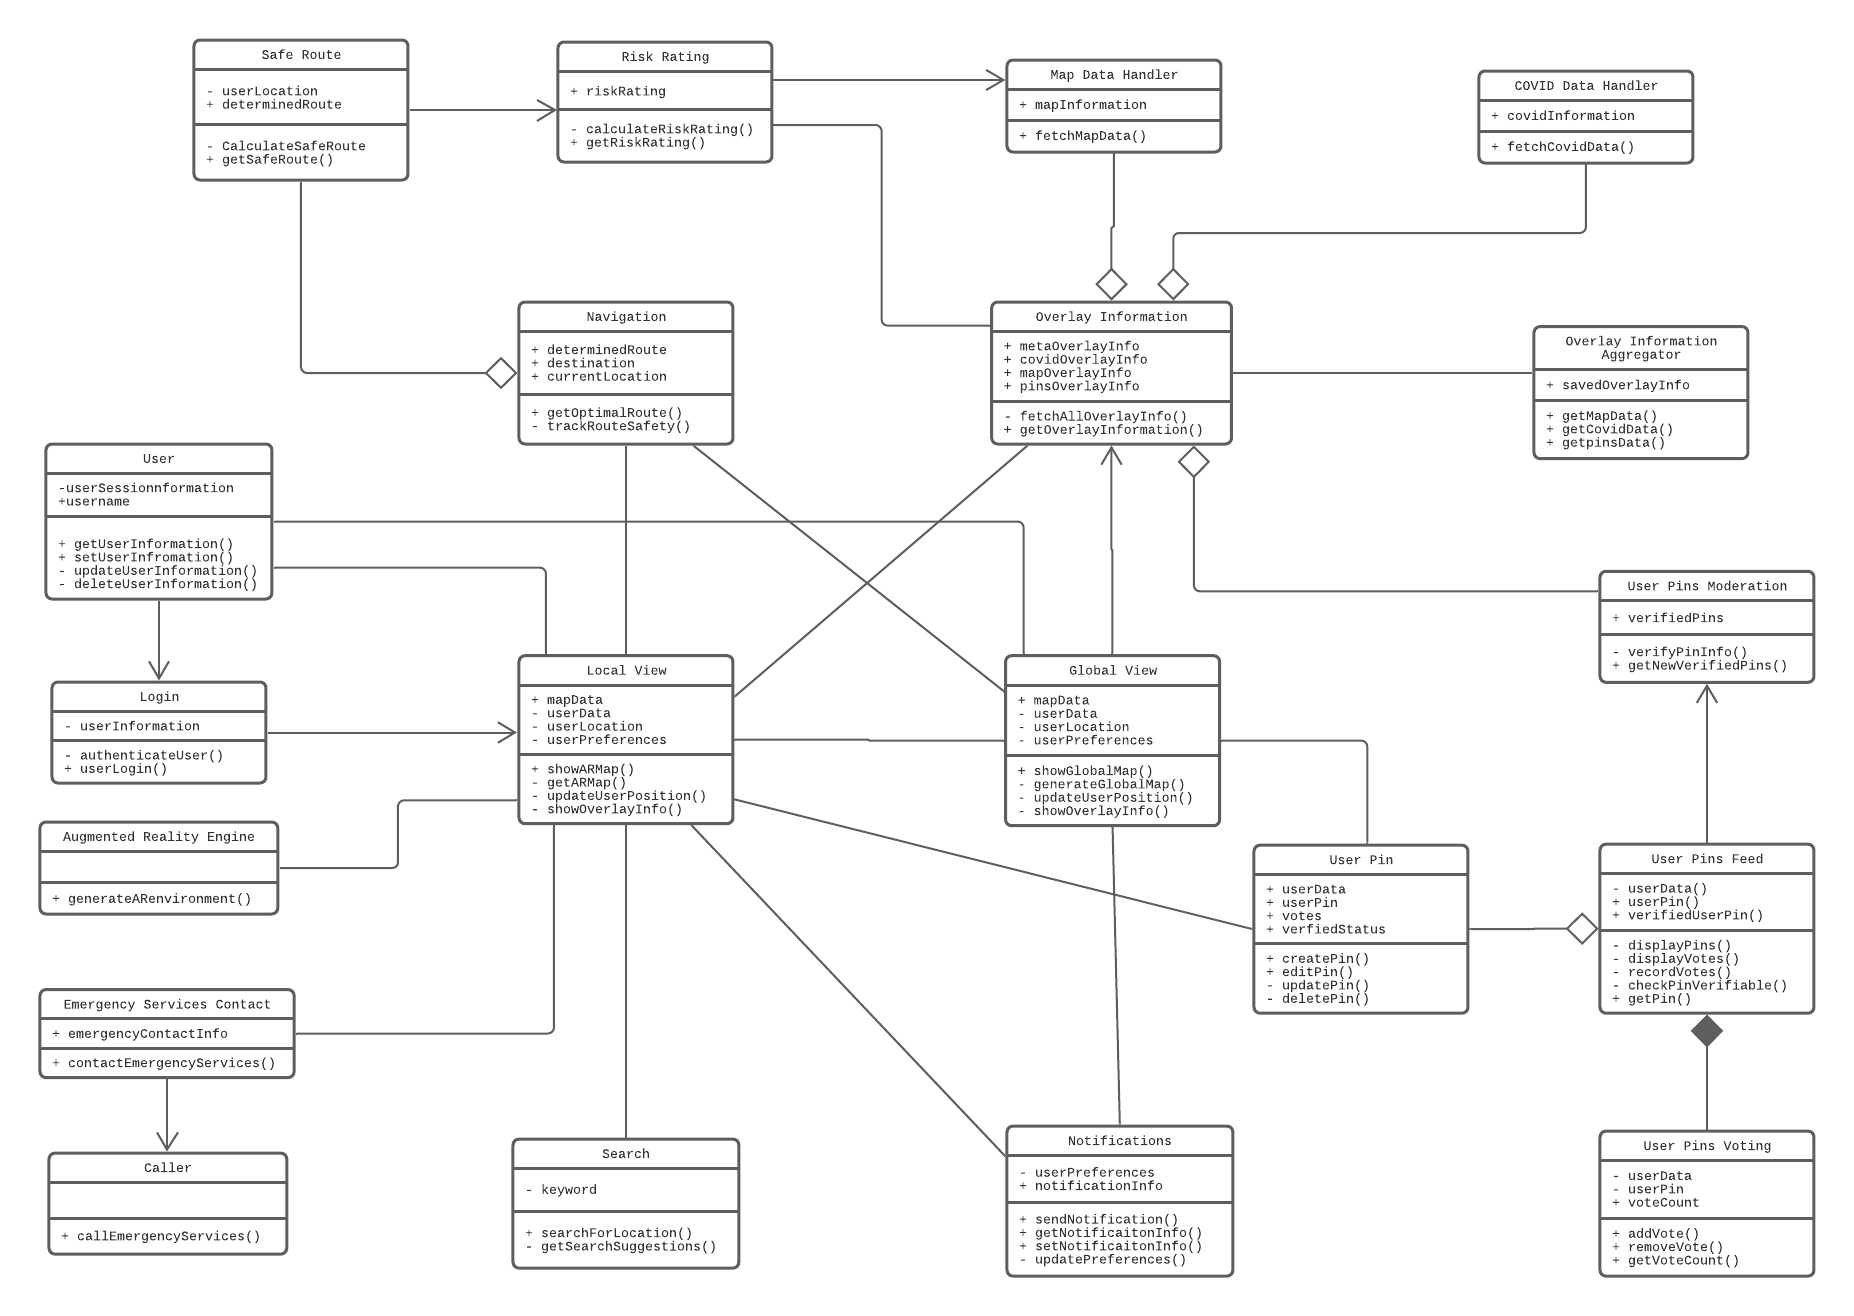 Safe Route
- userLocation
+ determinedRoute
- CalculateSafeRoute
+ getSafeRoute()
Risk Rating
+ riskRating
- calculateRiskRating()
+ getRiskRating()
Map Data Handler
+ mapInformation
+ fetchMapData()
COVID Data Handler
+ covidInformation
+ fetchCovidData()
Navigation
+ determinedRoute
+ destination
+ currentLocation
+ getOptimalRoute()
- trackRouteSafety()
Overlay Information
+ metaOverlayInfo
+ covidOverlayInfo
+ mapOverlayInfo
+ pinsOverlayInfo
- fetchAllOverlayInfo()
+ getOverlayInformation()
Overlay Information
Aggregator
+ savedOverlayInfo
+ getMapData()
+ getCovidData()
+ getpinsData()
User
-userSessionnformation
+username
+ getUserInformation()
+ setUserInfromation()
- updateUserInformation()
- deleteUserInformation()
User Pins Moderation
+ verifiedPins
- verifyPinInfo()
+ getNewVerifiedPins()
Login
- userInformation
- authenticateUser()
+ userLogin()
Local View
+ mapData
- userData
- userLocation
- userPreferences
+ showARMap()
- getARMap()
- updateUserPosition()
- showOverlayInfo()
Global View
+ mapData
- userData
- userLocation
- userPreferences
+ showGlobalMap()
- generateGlobalMap()
- updateUserPosition()
- showOverlayInfo()
Augmented Reality Engine
+ generateARenvironment()
User Pin
+ userData
+ userPin
+ votes
+ verfiedStatus
+ createPin()
+ editPin()
- updatePin()
- deletePin()
User Pins Feed
- userData()
+ userPin()
+ verifiedUserPin()
- displayPins()
- displayVotes()
- recordVotes()
- checkPinVerifiable()
+ getPin()
Emergency Services Contact
+ emergencyContactInfo
+ contactEmergencyServices()
Caller
+ callEmergencyServices()
Search
- keyword
+ searchForLocation()
- getSearchSuggestions()
Notifications
- userPreferences
+ notificationInfo
+ sendNotification()
+ getNotificaitonInfo()
+ setNotificaitonInfo()
- updatePreferences()
User Pins Voting
- userData
- userPin
+ voteCount
+ addVote()
+ removeVote()
+ getVoteCount()